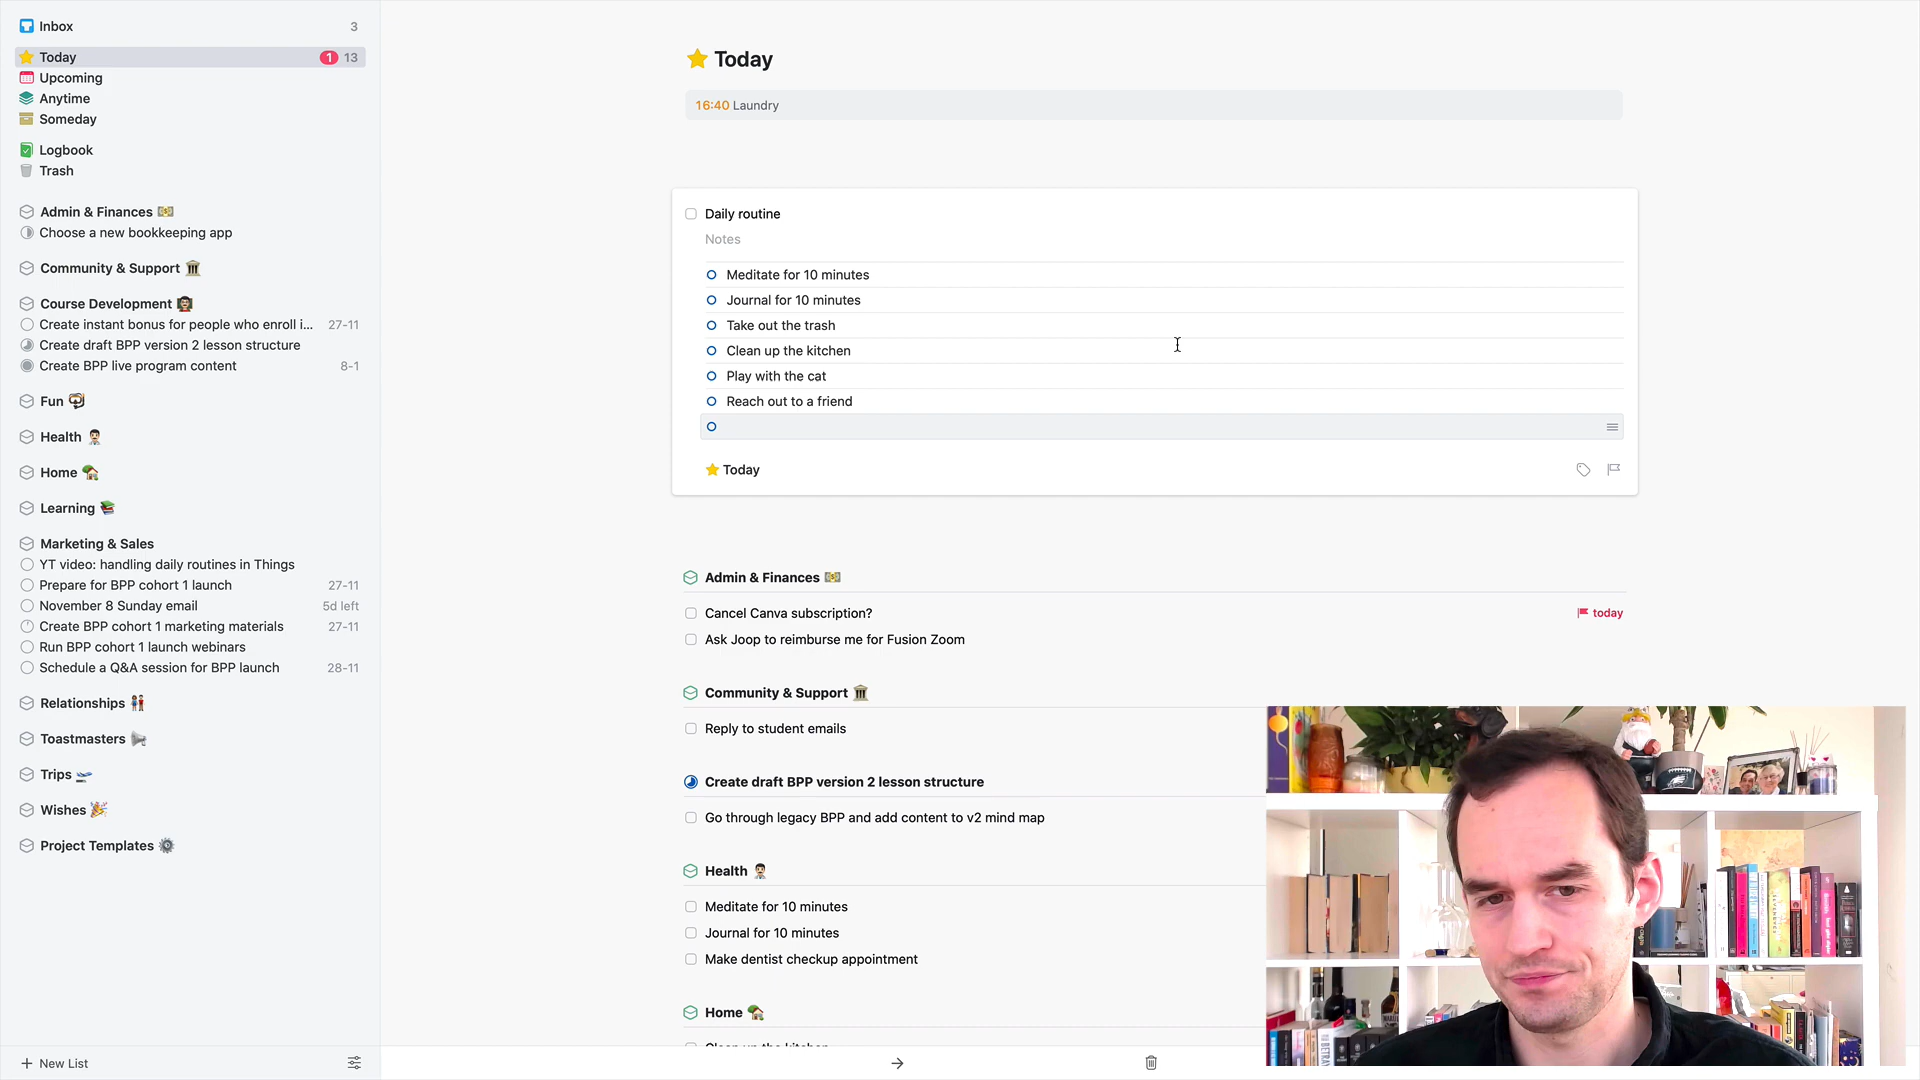 Inbox 3
Today 1 13
Upcoming
Anytime
Someday
Logbook
Trash
Admin & Finances
Choose a new bookkeeping app
Community & Support
Course Development
Create instant bonus for people who enroll i... 27-11
Create draft BPP version 2 lesson structure
Create BPP live program content 8-1
Fun
Health
Home
Learning
Marketing & Sales
YT video: handling daily routines in Things
Prepare for BPP cohort 1 launch 27-11
November 8 Sunday email 5d left
Create BPP cohort 1 marketing materials 27-11
Run BPP cohort 1 launch webinars
Schedule a Q&A session for BPP launch 28-11
Relationships
Toastmasters
Trips
Wishes
Project Templates
New List
Today
16:40 Laundry
Daily routine
Notes
Meditate for 10 minutes
Journal for 10 minutes
Take out the trash
Clean up the kitchen
Play with the cat
Reach out to a friend
Today
Admin & Finances
Cancel Canva subscription? today
Ask Joop to reimburse me for Fusion Zoom
Community & Support
Reply to student emails
Create draft BPP version 2 lesson structure
Go through legacy BPP and add content to v2 mind map
Health
Meditate for 10 minutes
Journal for 10 minutes
Make dentist checkup appointment
Home
Clean up the kitchen